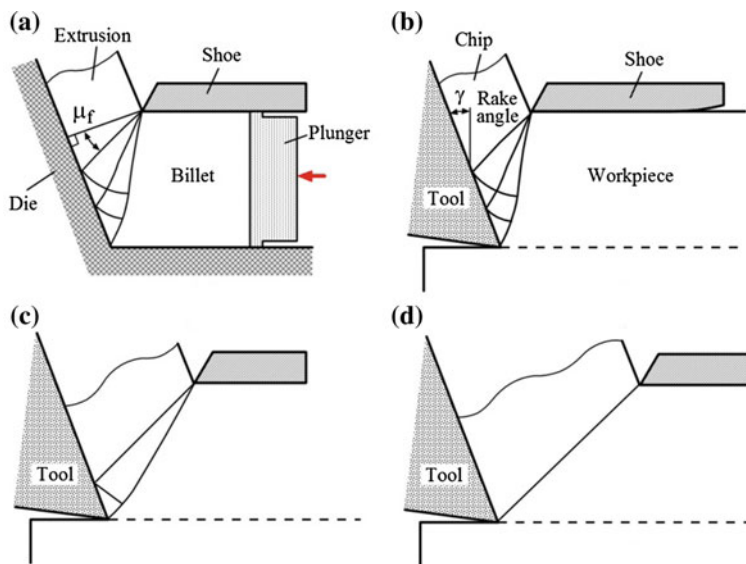 (a)
Extrusion
Shoe
μf
Plunger
Billet
Die
(b)
Chip
Shoe
γ
Rake
angle
Workpiece
Tool
(c)
Tool
(d)
Tool